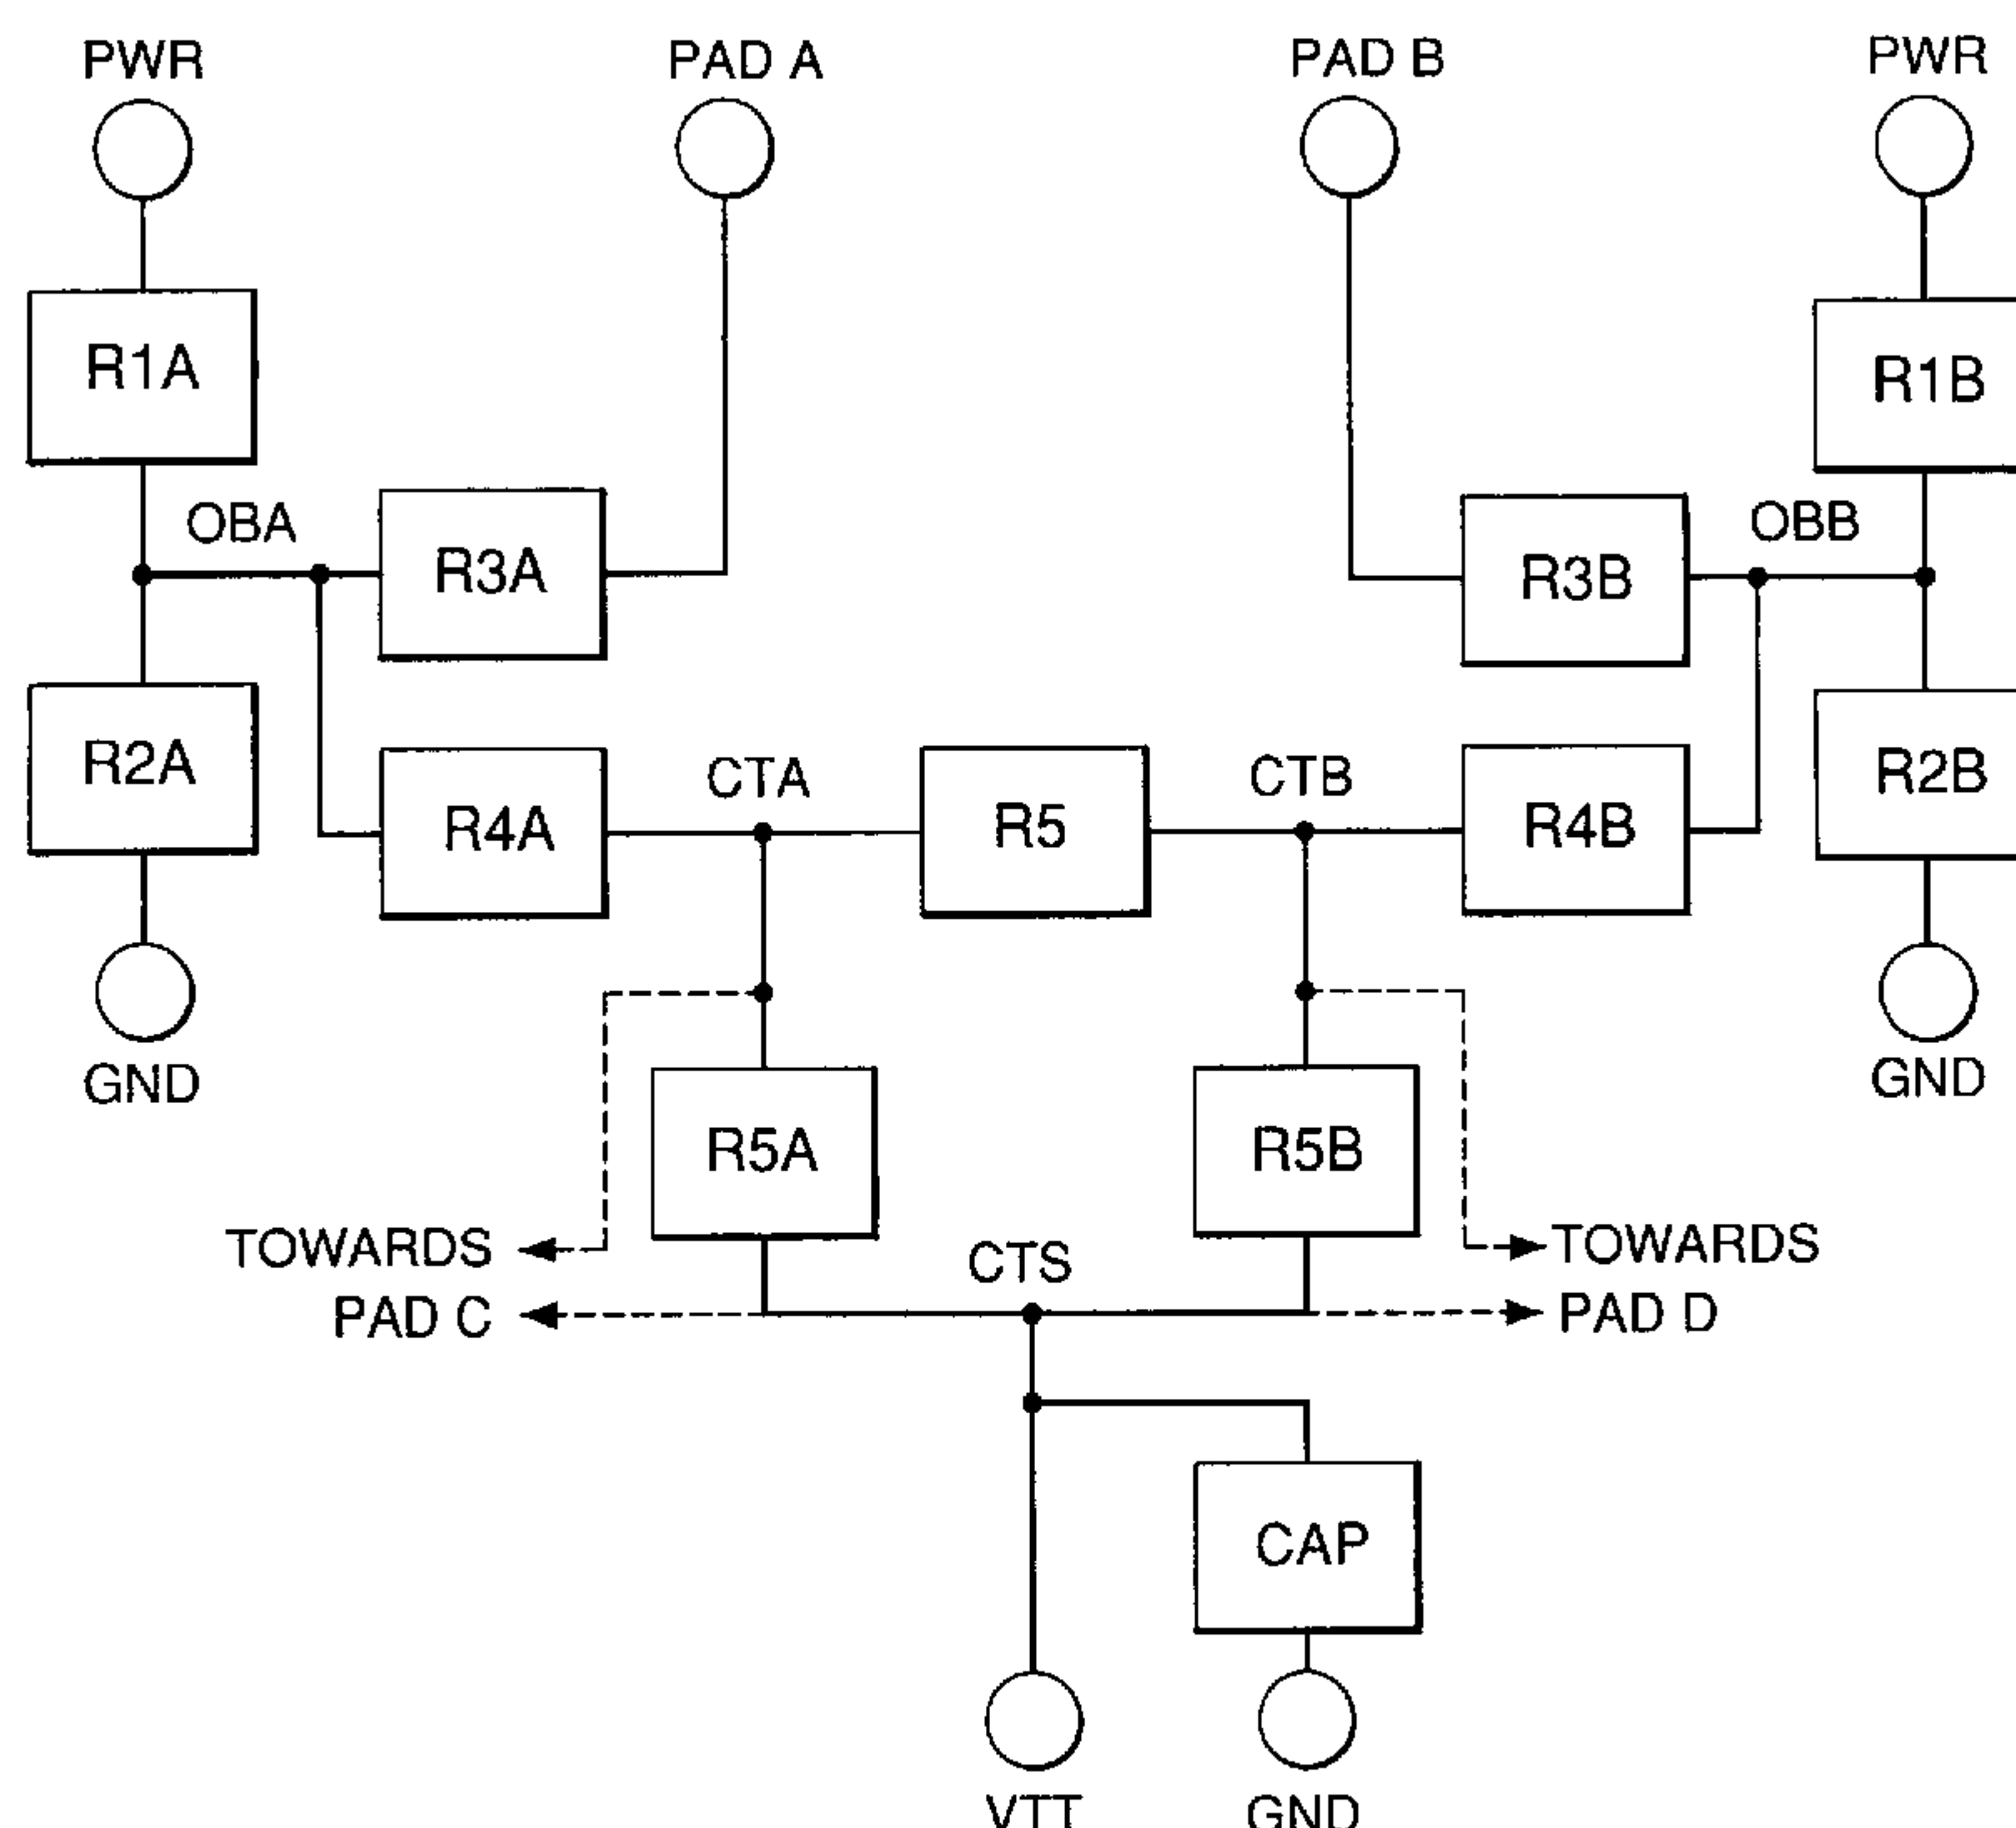 PWR
PAD A
PAD B
PWR
R1A
R1B
OBA
R3A
R3B
OBB
R2A
R4A
CTA
R5
CTB
R4B
R2B
GND
GND
R5A
R5B
TOWARDS
PAD C
CTS
TOWARDS
PAD D
CAP
VTT
GND